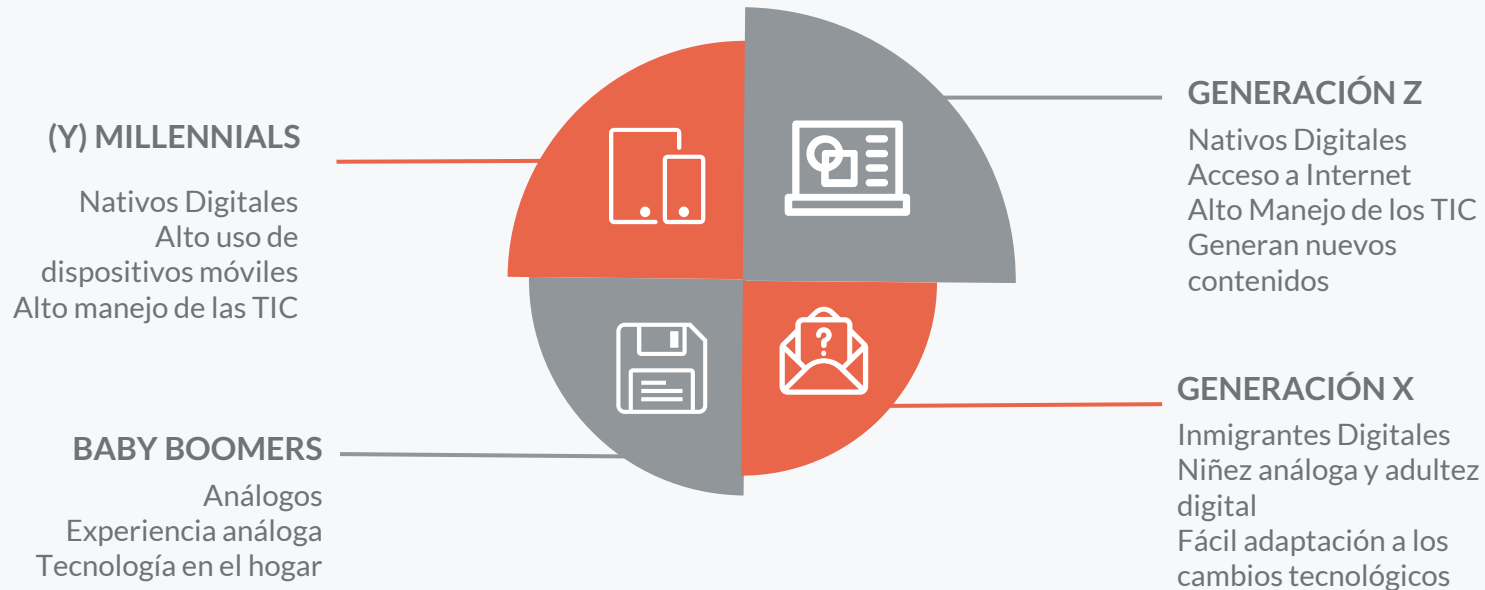 (Y) MILLENNIALS
Nativos Digitales
Alto uso de
dispositivos móviles
Alto manejo de las TIC
GENERACIÓN Z
Nativos Digitales
Acceso a Internet
Alto Manejo de los TIC
Generan nuevos
contenidos
BABY BOOMERS
Análogos
Experiencia análoga
Tecnología en el hogar
?
GENERACIÓN X
Inmigrantes Digitales
Niñez análoga y adultez
digital
Fácil adaptación a los
cambios tecnológicos